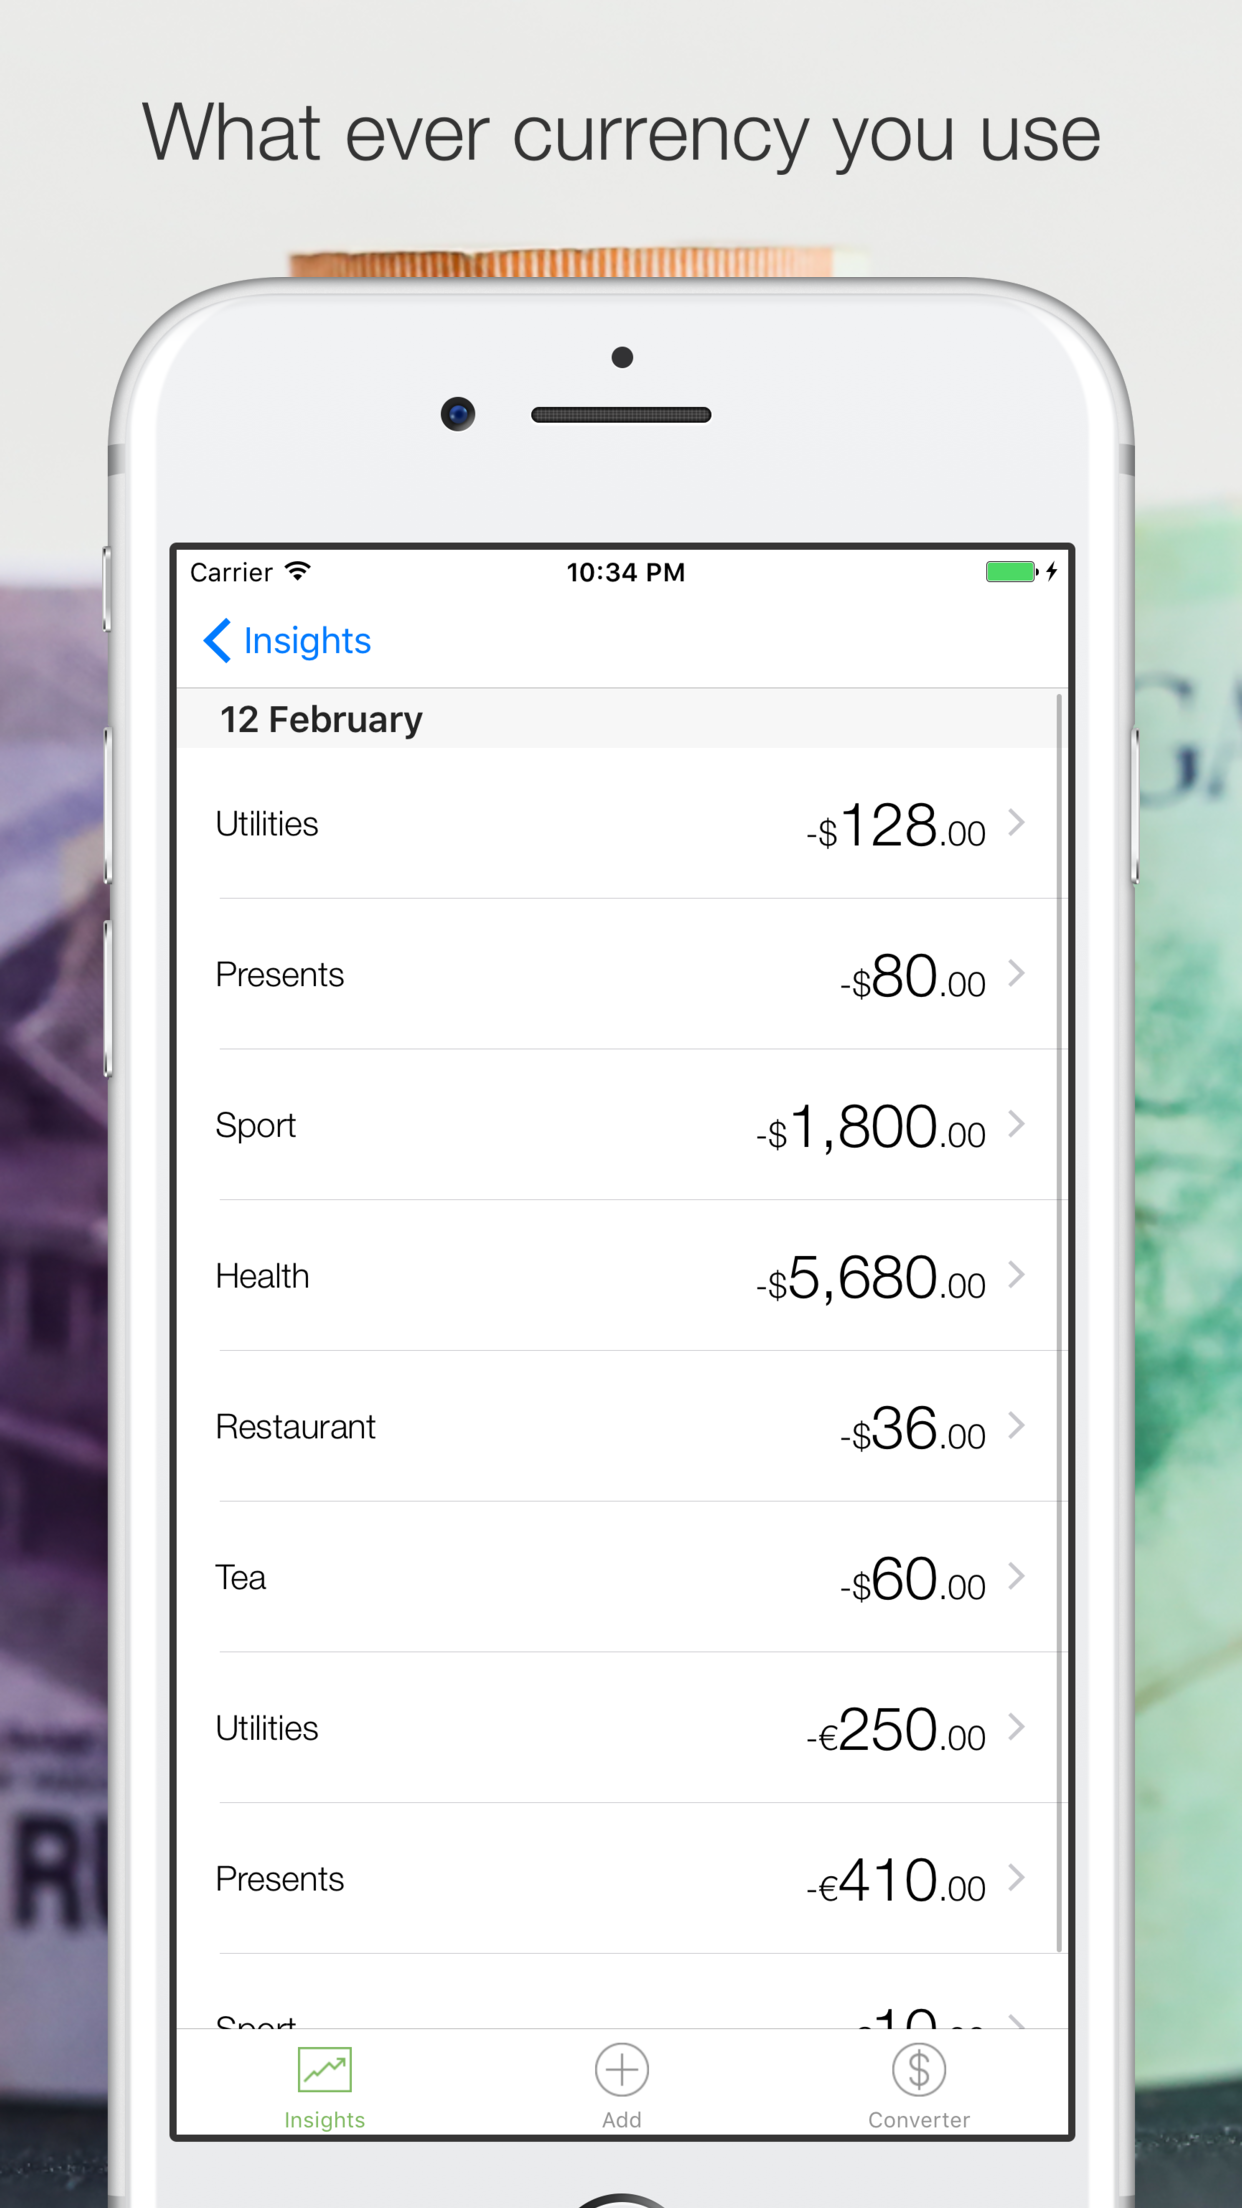 What ever currency you use
Carrier 10:34 PM
Insights
12 February
Utilities -$128.00
Presents -$80.00
Sport -$1,800.00
Health -$5,680.00
Restaurant -$36.00
Tea -$60.00
Utilities -€250.00
Presents -€410.00
Sport
Insights Add Converter